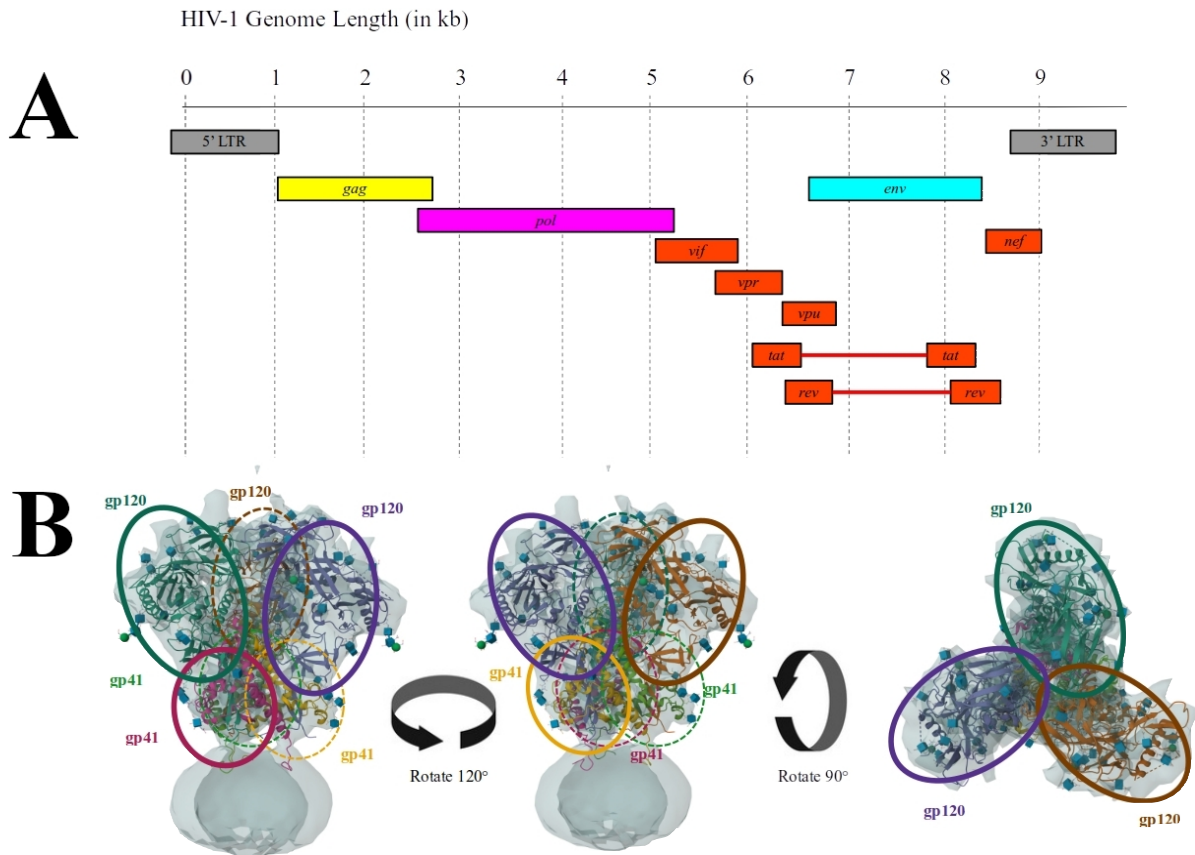 HIV-1 Genome Length (in kb)
A
0 1 2 3 4 5 6 7 8 9
5' LTR 3' LTR
gag env
pol
vif nef
vpr
vpu
tat tat
rev rev
B
gp120 gp120 gp120
gp41 gp41
gp41
Rotate 120°
gp41 gp41
gp41
Rotate 90°
gp120
gp120 gp120